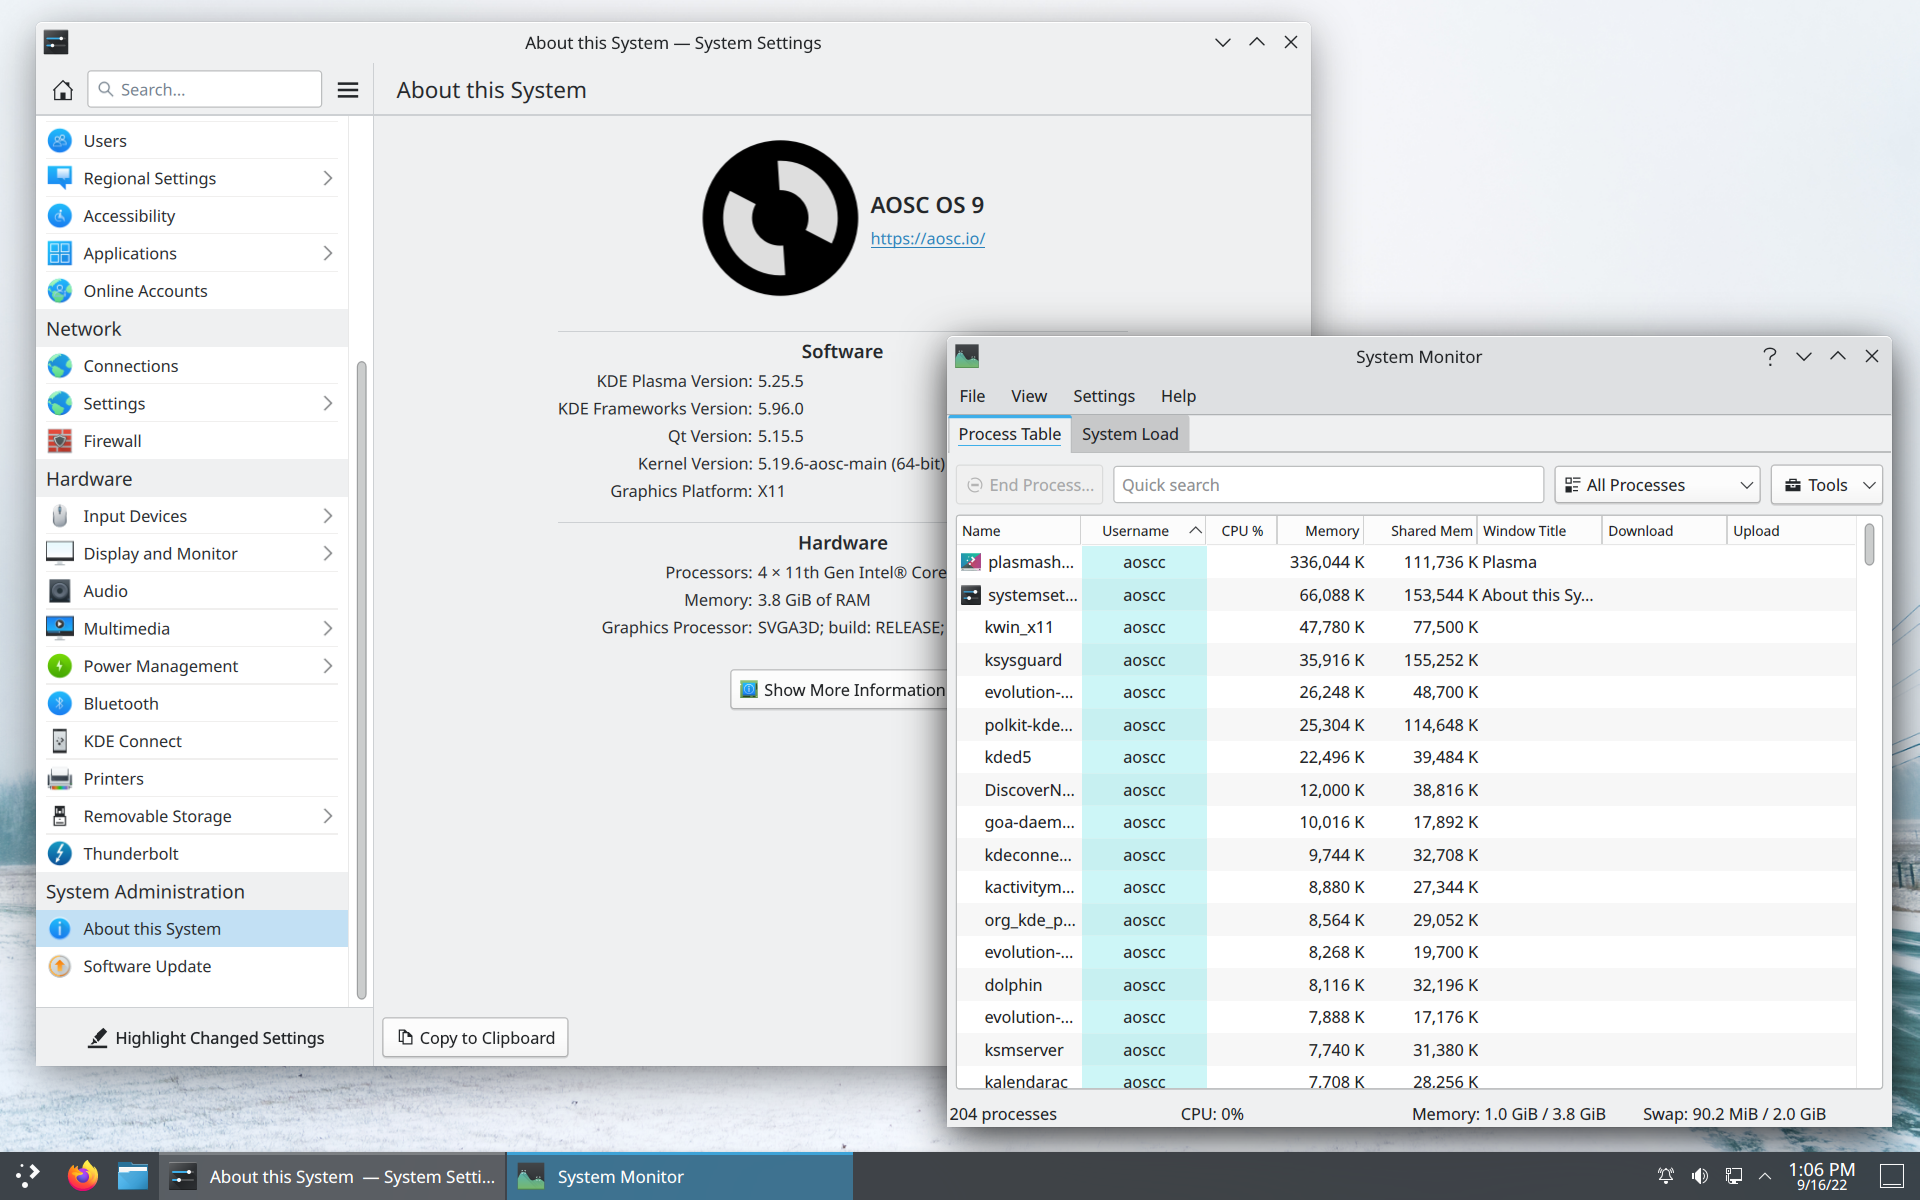 About this System — System Settings
Search...
About this System
Users
Regional Settings
Accessibility
Applications
Online Accounts
Network
Connections
Settings
Firewall
Hardware
Input Devices
Display and Monitor
Audio
Multimedia
Power Management
Bluetooth
KDE Connect
Printers
Removable Storage
Thunderbolt
System Administration
About this System
Software Update
Highlight Changed Settings
AOSC OS 9
https://aosc.io/
Software
KDE Plasma Version: 5.25.5
KDE Frameworks Version: 5.96.0
Qt Version: 5.15.5
Kernel Version: 5.19.6-aosc-main (64-bit)
Graphics Platform: X11
Hardware
Processors: 4 × 11th Gen Intel® Core
Memory: 3.8 GiB of RAM
Graphics Processor: SVGA3D; build: RELEASE;
Show More Information
Copy to Clipboard
System Monitor
File View Settings Help
Process Table System Load
End Process... Quick search All Processes Tools
Name Username CPU % Memory Shared Mem Window Title Download Upload
plasmash... aoscc 336,044 K 111,736 K Plasma
systemset... aoscc 66,088 K 153,544 K About this Sy...
kwin_x11 aoscc 47,780 K 77,500 K
ksysguard aoscc 35,916 K 155,252 K
evolution-... aoscc 26,248 K 48,700 K
polkit-kde... aoscc 25,304 K 114,648 K
kded5 aoscc 22,496 K 39,484 K
DiscoverN... aoscc 12,000 K 38,816 K
goa-daem... aoscc 10,016 K 17,892 K
kdeconne... aoscc 9,744 K 32,708 K
kactivitym... aoscc 8,880 K 27,344 K
org_kde_p... aoscc 8,564 K 29,052 K
evolution-... aoscc 8,268 K 19,700 K
dolphin aoscc 8,116 K 32,196 K
evolution-... aoscc 7,888 K 17,176 K
ksmserver aoscc 7,740 K 31,380 K
kalendarac aoscc 7,708 K 28,256 K
204 processes CPU: 0% Memory: 1.0 GiB / 3.8 GiB Swap: 90.2 MiB / 2.0 GiB
About this System — System Setti...
System Monitor
1:06 PM
9/16/22